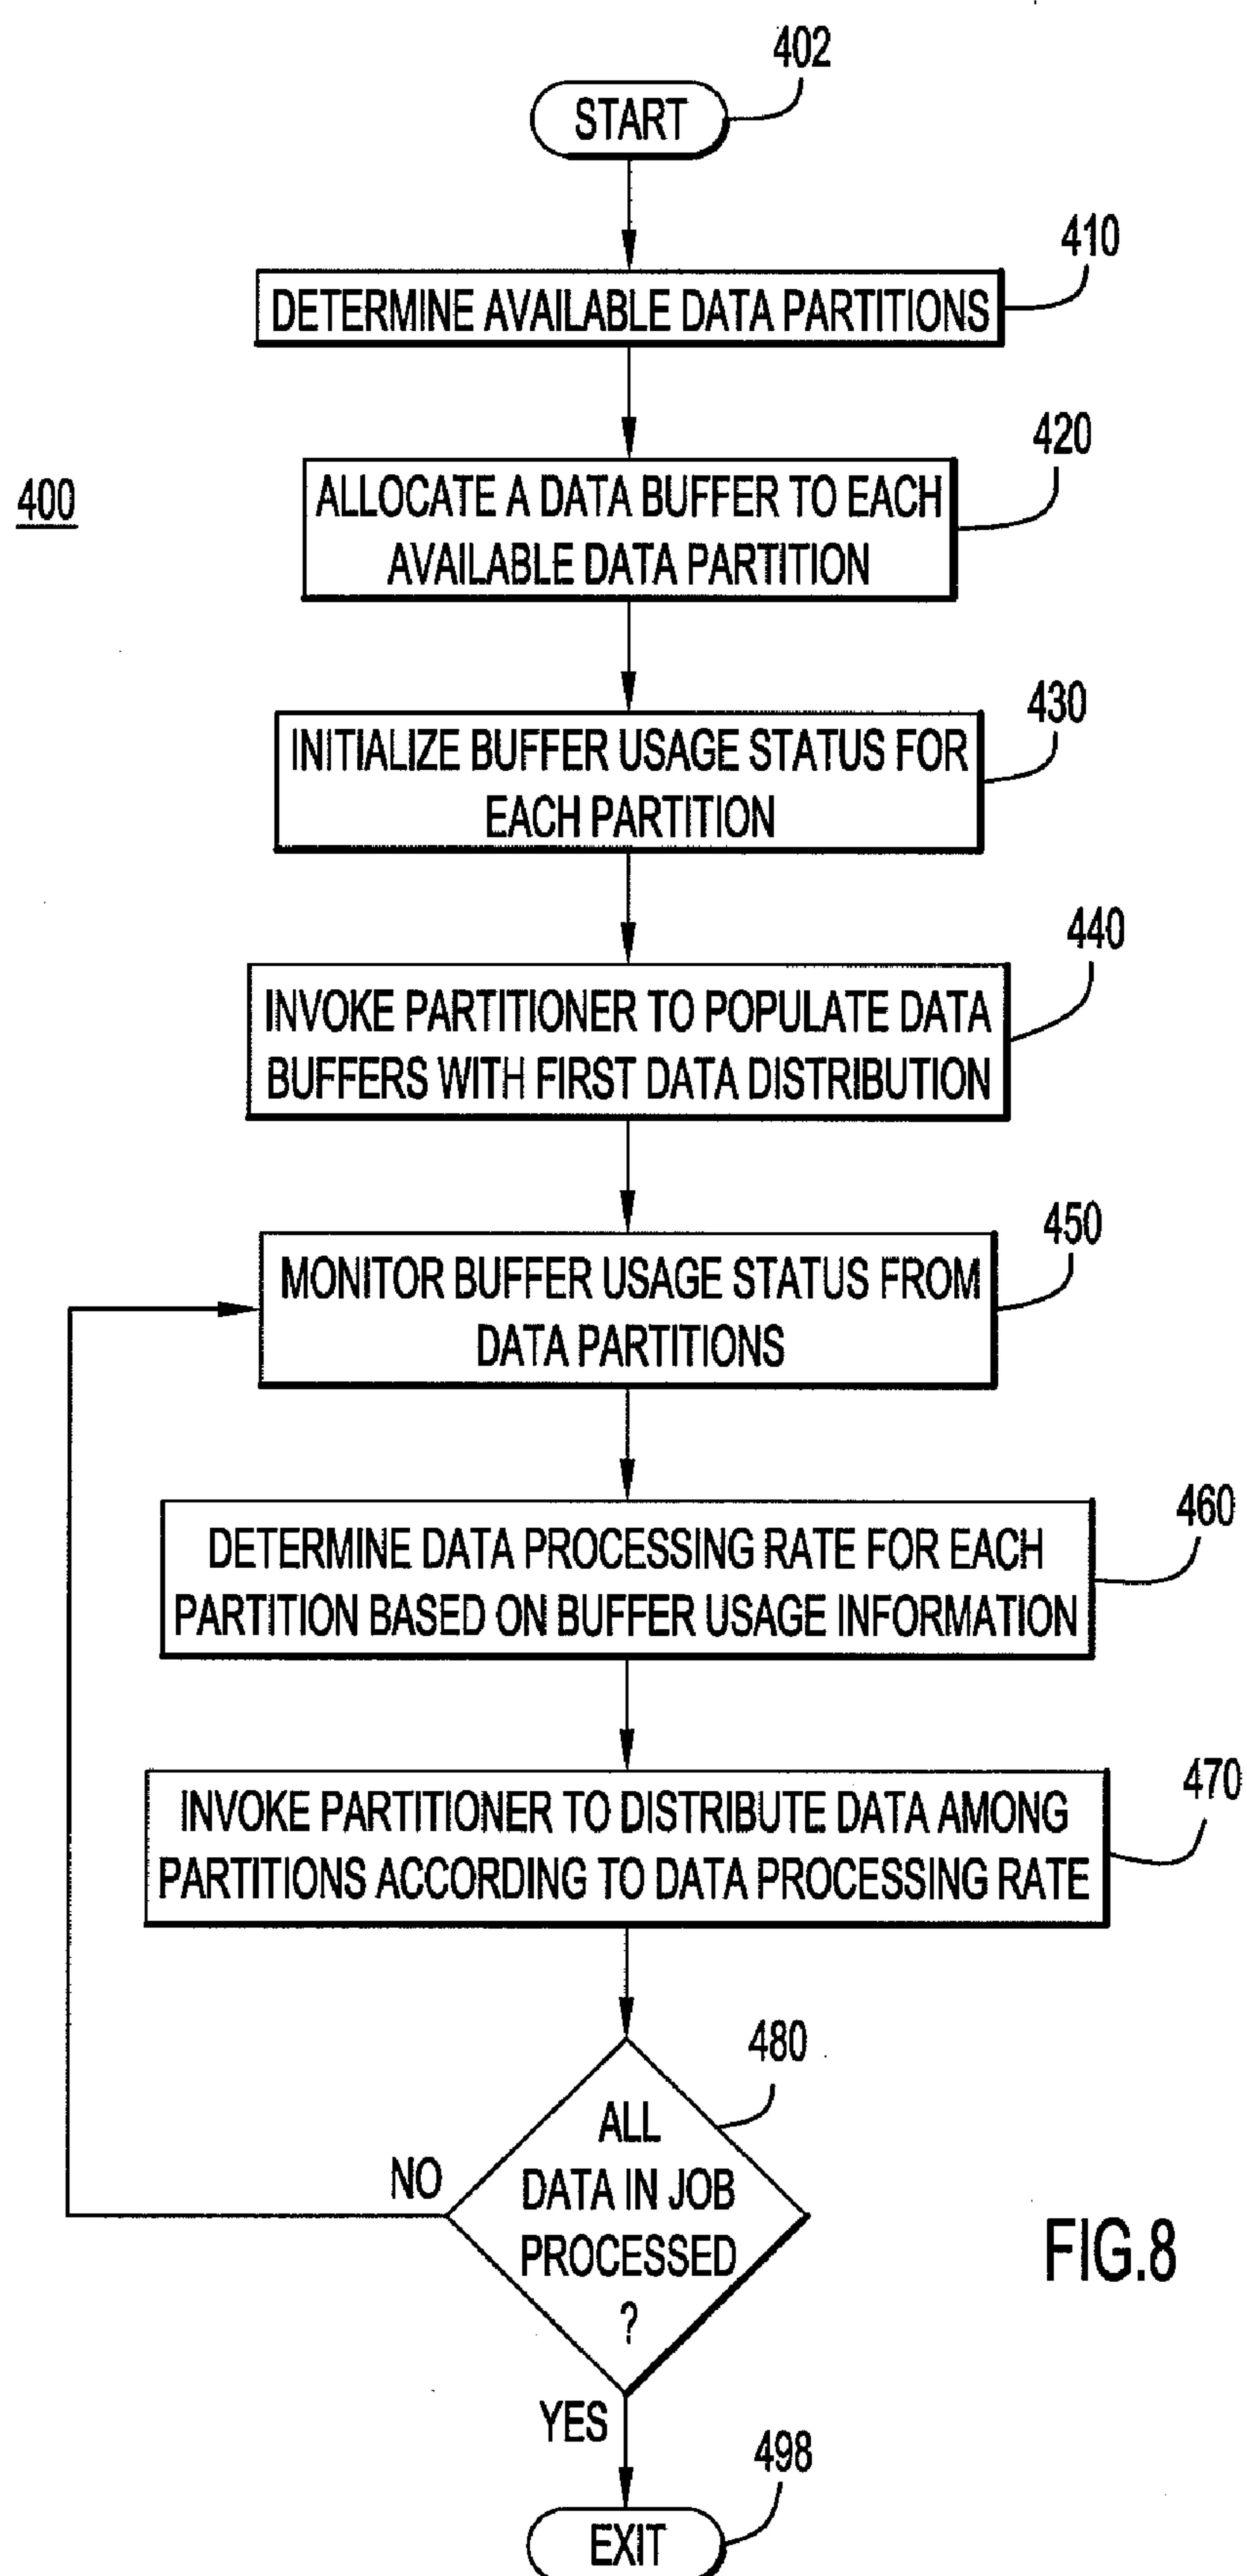 402
START
410
DETERMINE AVAILABLE DATA PARTITIONS
420
400
ALLOCATE A DATA BUFFER TO EACH
AVAILABLE DATA PARTITION
430
INITIALIZE BUFFER USAGE STATUS FOR
EACH PARTITION
440
INVOKE PARTITIONER TO POPULATE DATA
BUFFERS WITH FIRST DATA DISTRIBUTION
450
MONITOR BUFFER USAGE STATUS FROM
DATA PARTITIONS
460
DETERMINE DATA PROCESSING RATE FOR EACH
PARTITION BASED ON BUFFER USAGE INFORMATION
470
INVOKE PARTITIONER TO DISTRIBUTE DATA AMONG
PARTITIONS ACCORDING TO DATA PROCESSING RATE
480
ALL
DATA IN JOB
PROCESSED
?
NO
FIG.8
YES
498
EXIT